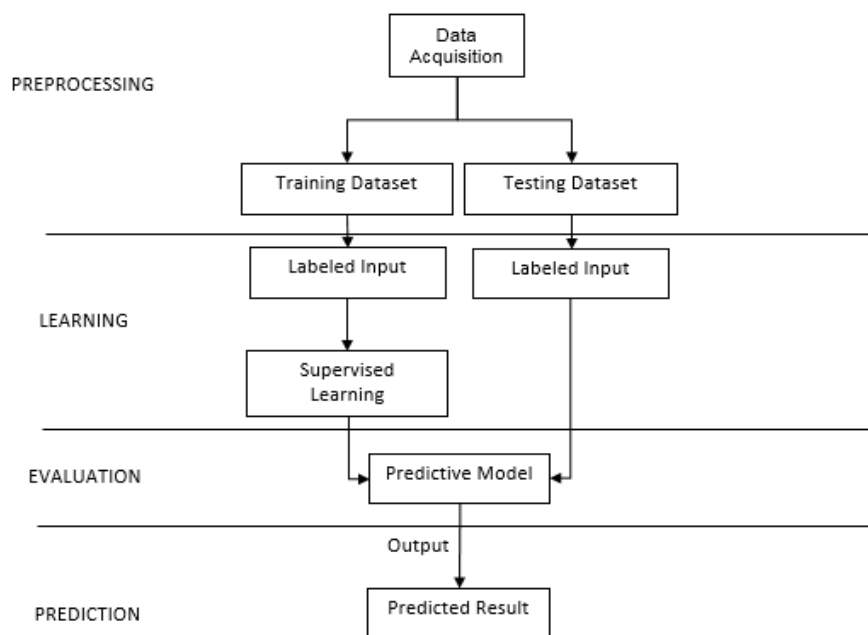 Data
Acquisition
PREPROCESSING
Training Dataset
Testing Dataset
Labeled Input
Labeled Input
LEARNING
Supervised
Learning
EVALUATION
Predictive Model
Output
PREDICTION
Predicted Result